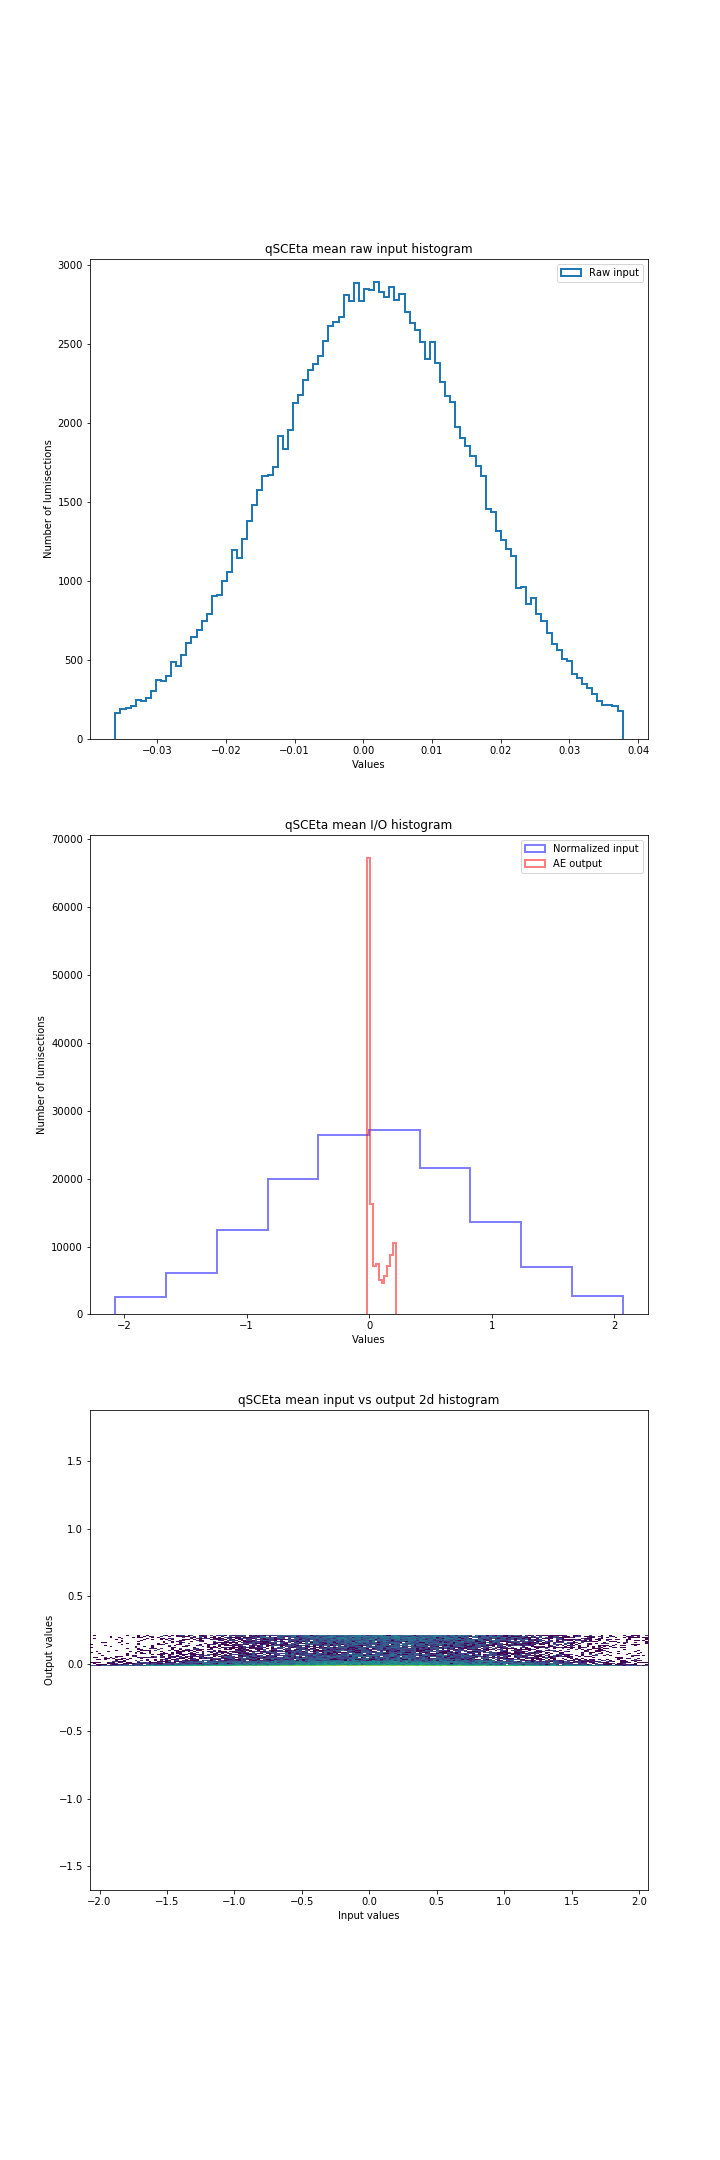 qSCEta mean raw input histogram
Raw input
3000
2500
2000
1500
1000
500
0
Number of lumisections
−0.03 −0.02 −0.01 0.00 0.01 0.02 0.03 0.04
Values
qSCEta mean I/O histogram
Normalized input
AE output
70000
60000
50000
40000
30000
20000
10000
0
Number of lumisections
−2 −1 0 1 2
Values
qSCEta mean input vs output 2d histogram
1.5
1.0
0.5
0.0
−0.5
−1.0
−1.5
Output values
−2.0 −1.5 −1.0 −0.5 0.0 0.5 1.0 1.5 2.0
Input values